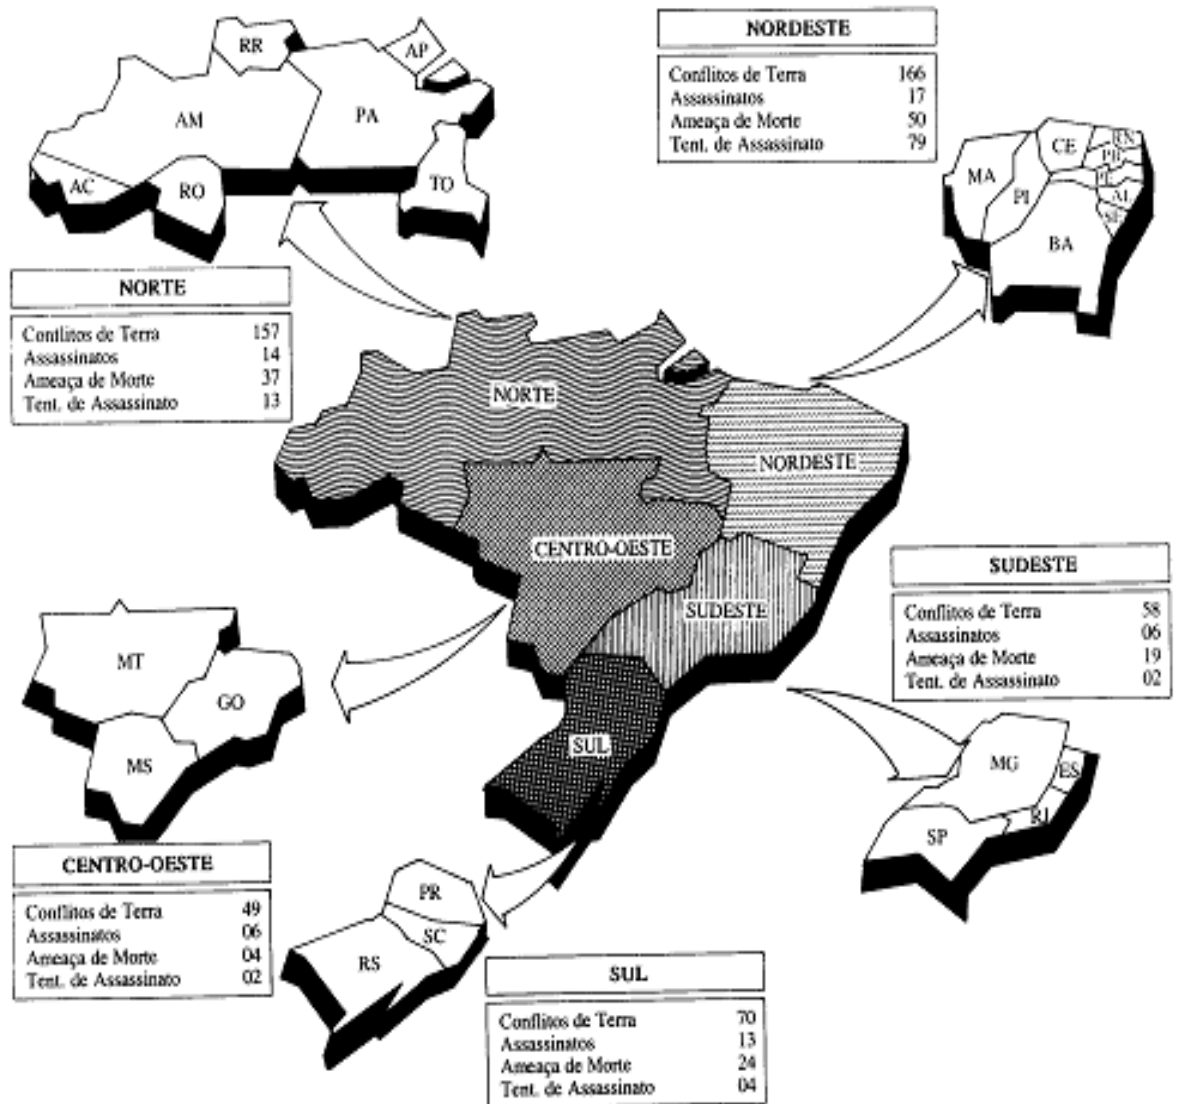 RR
AP
AM
PA
AC
RO
TO
NORTE
Conflitos de Terra 157
Assassinatos 14
Ameaça de Morte 37
Tent. de Assassinato 13
NORDESTE
Conflitos de Terra 166
Assassinatos 17
Ameaça de Morte 50
Tent. de Assassinato 79
MA
PI
CE
RN
PB
PE
AL
SE
BA
NORTE
NORDESTE
CENTRO-OESTE
SUDESTE
SUL
SUDESTE
Conflitos de Terra 58
Assassinatos 06
Ameaça de Morte 19
Tent. de Assassinato 02
MG
ES
RJ
SP
MT
GO
MS
CENTRO-OESTE
Conflitos de Terra 49
Assassinatos 06
Ameaça de Morte 04
Tent. de Assassinato 02
PR
SC
RS
SUL
Conflitos de Terra 70
Assassinatos 13
Ameaça de Morte 24
Tent. de Assassinato 04